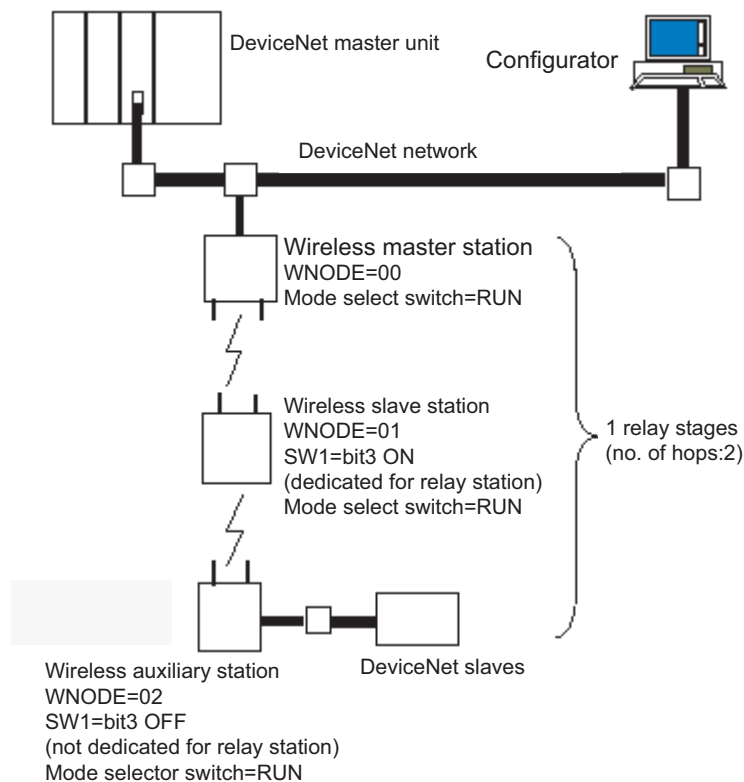 DeviceNet master unit
Configurator
DeviceNet network
Wireless master station
WNODE=00
Mode select switch=RUN
Wireless slave station
WNODE=01
SW1=bit3 ON
(dedicated for relay station)
Mode select switch=RUN
1 relay stages
(no. of hops:2)
Wireless auxiliary station
WNODE=02
SW1=bit3 OFF
(not dedicated for relay station)
Mode selector switch=RUN
DeviceNet slaves